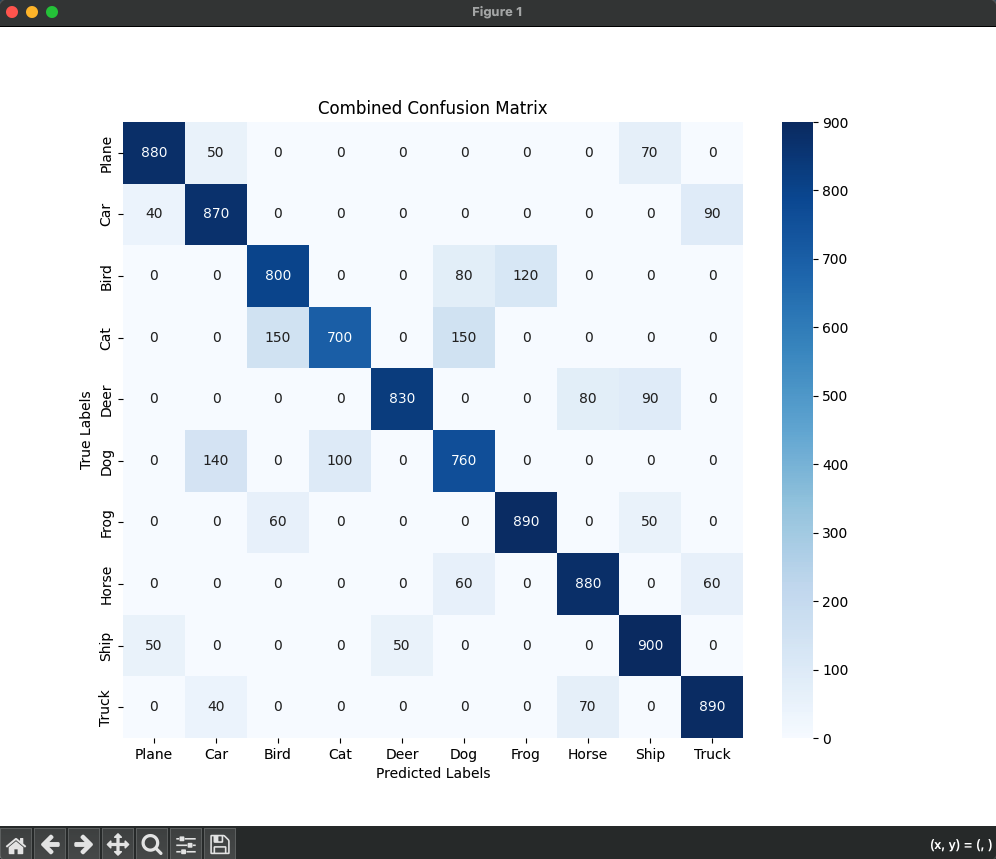 Figure 1
Combined Confusion Matrix
True Labels
Plane 880 50 0 0 0 0 0 0 70 0
Car 40 870 0 0 0 0 0 0 0 90
Bird 0 0 800 0 0 80 120 0 0 0
Cat 0 0 150 700 0 150 0 0 0 0
Deer 0 0 0 0 830 0 0 80 90 0
Dog 0 140 0 100 0 760 0 0 0 0
Frog 0 0 60 0 0 0 890 0 50 0
Horse 0 0 0 0 0 60 0 880 0 60
Ship 50 0 0 0 50 0 0 0 900 0
Truck 0 40 0 0 0 0 0 70 0 890
Plane Car Bird Cat Deer Dog Frog Horse Ship Truck
Predicted Labels
900
800
700
600
500
400
300
200
100
0
(x, y) = (, )